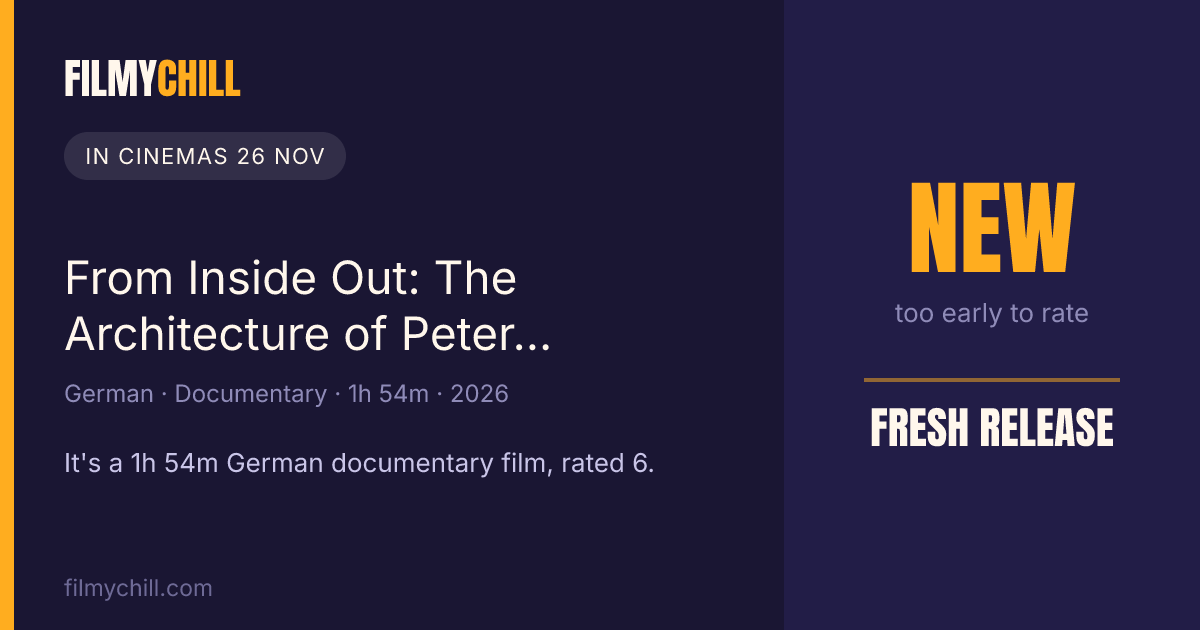 FILMYCHILL
IN CINEMAS 26 NOV
From Inside Out: The
Architecture of Peter...
German · Documentary · 1h 54m · 2026
It's a 1h 54m German documentary film, rated 6.
filmychill.com
NEW
too early to rate
FRESH RELEASE